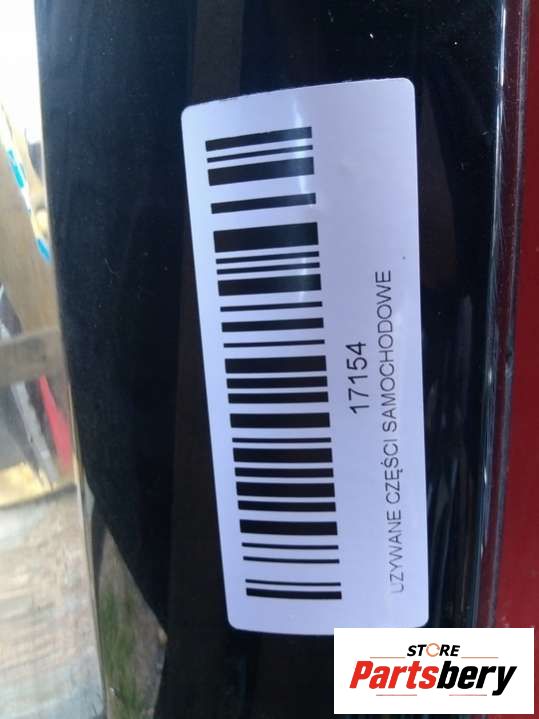 17154
UZYWANE CZĘŚCI SAMOCHODOWE
STORE
Partsbery